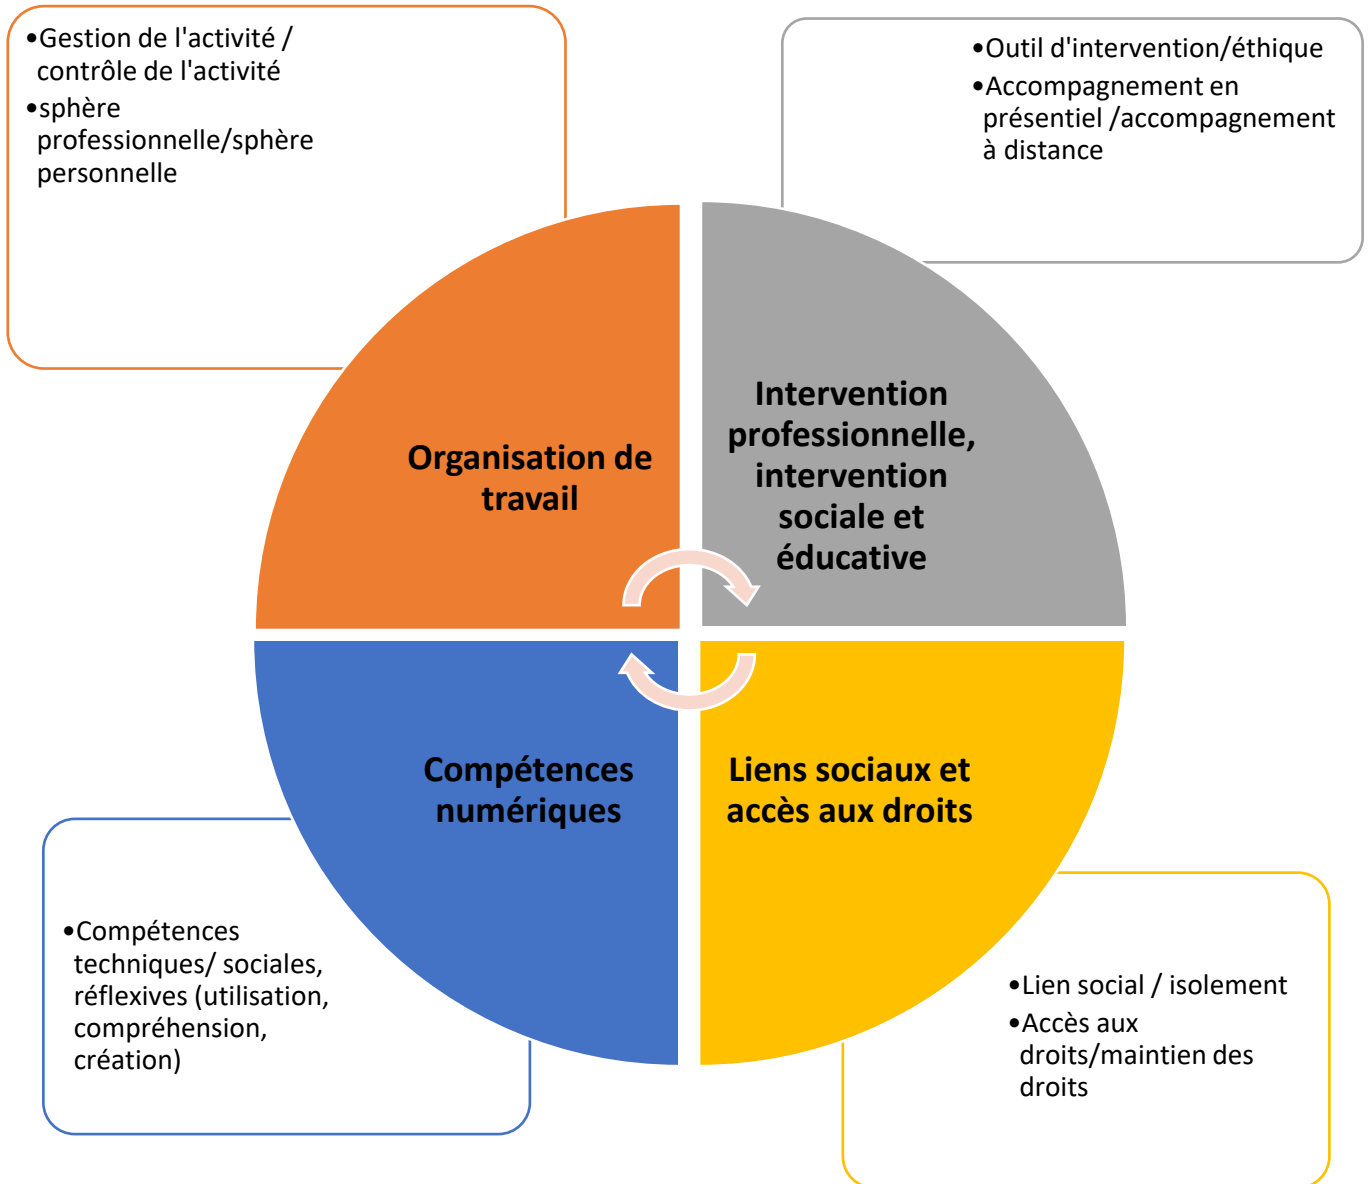 •Gestion de l'activité /
contrôle de l'activité
•sphère
professionnelle/sphère
personnelle
•Outil d'intervention/éthique
•Accompagnement en
présentiel /accompagnement
à distance
Organisation de
travail
Intervention
professionnelle,
intervention
sociale et
éducative
Compétences
numériques
Liens sociaux et
accès aux droits
•Compétences
techniques/ sociales,
réflexives (utilisation,
compréhension,
création)
•Lien social / isolement
•Accès aux
droits/maintien des
droits